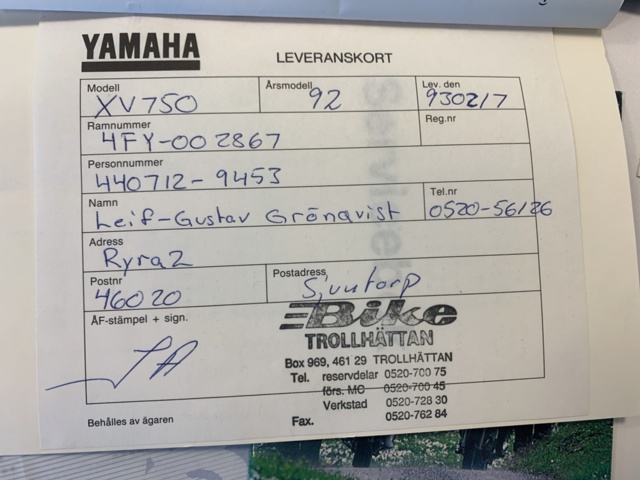 YAMAHA
LEVERANSKORT
Modell
XV750
Årsmodell
92
Lev. den
930217
Ramnummer
4FY-002867
Reg.nr
Personnummer
440712-9453
Namn
Leif-Gustav Grönqvist
Tel.nr
0520-56126
Adress
Ryra2
Postnr
46020
Postadress
Sjuntorp
ÅF-stämpel + sign.
Bike
TROLLHÄTTAN
Box 969, 461 29 TROLLHÄTTAN
Tel. reservdelar 0520-700 75
förs. MC 0520-700 45
Verkstad 0520-728 30
Fax. 0520-762 84
Behålles av ägaren